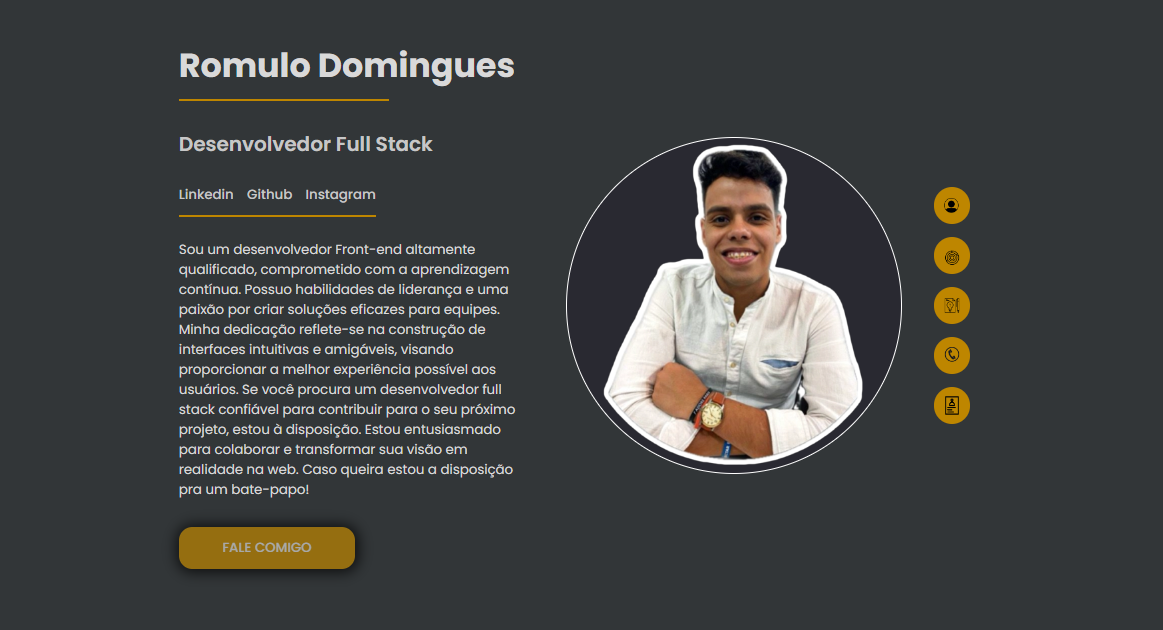 Romulo Domingues
Desenvolvedor Full Stack
Linkedin Github Instagram
Sou um desenvolvedor Front-end altamente
qualificado, comprometido com a aprendizagem
contínua. Possuo habilidades de liderança e uma
paixão por criar soluções eficazes para equipes.
Minha dedicação reflete-se na construção de
interfaces intuitivas e amigáveis, visando
proporcionar a melhor experiência possível aos
usuários. Se você procura um desenvolvedor full
stack confiável para contribuir para o seu próximo
projeto, estou à disposição. Estou entusiasmado
para colaborar e transformar sua visão em
realidade na web. Caso queira estou a disposição
pra um bate-papo!
FALE COMIGO